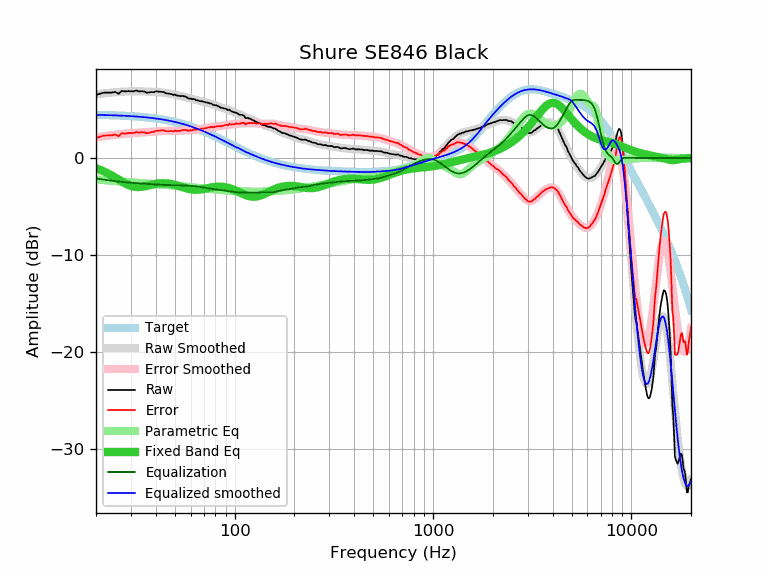 Shure SE846 Black
Amplitude (dBr)
0
−10
−20
−30
Target
Raw Smoothed
Error Smoothed
Raw
Error
Parametric Eq
Fixed Band Eq
Equalization
Equalized smoothed
100
1000
10000
Frequency (Hz)